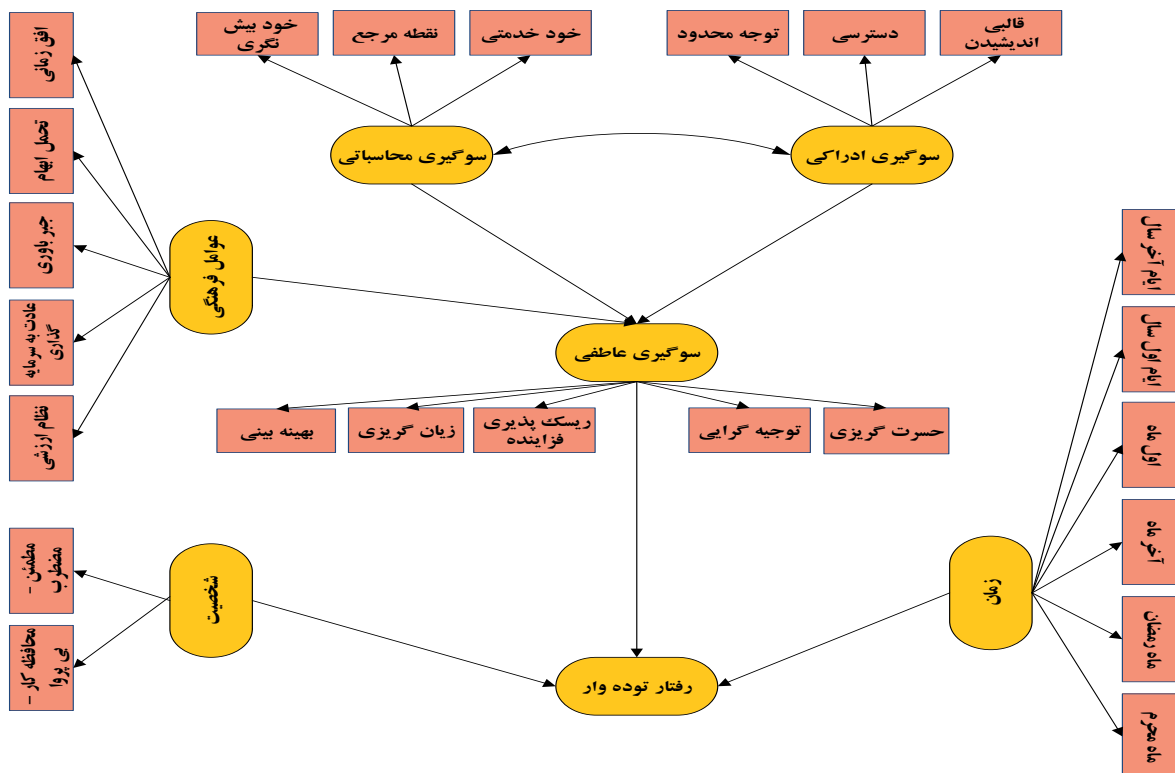 قالبی
اندیشیدن
دسترسی
توجه محدود
خود خدمتی
نقطه مرجع
خود بیش
نگری
سوگیری ادراکی
سوگیری محاسباتی
افق زمانی
تحمل ابهام
جبر باوری
عادت به سرمایه
گذاری
نظام ارزشی
عوامل فرهنگی
سوگیری عاطفی
حسرت گریزی
توجیه گرایی
ریسک پذیری
فزاینده
زیان گریزی
بهینه بینی
ایام آخر سال
ایام اول سال
اول ماه
آخر ماه
ماه رمضان
ماه محرم
زمان
شخصیت
مطمئن -
مضطرب
محافظه کار -
بی پروا
رفتار توده وار